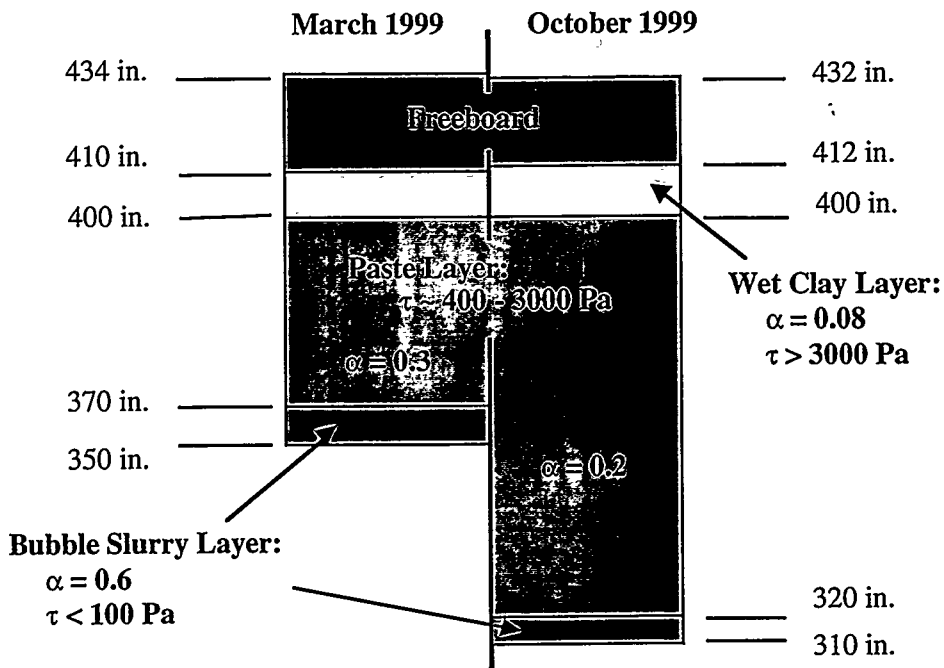 March 1999
October 1999
434 in.
432 in.
Freeboard
410 in.
412 in.
400 in.
400 in.
Paste Layer:
τ ~ 400 - 3000 Pa
Wet Clay Layer:
α = 0.08
τ > 3000 Pa
α = 0.3
370 in.
350 in.
α = 0.2
Bubble Slurry Layer:
α = 0.6
τ < 100 Pa
320 in.
310 in.